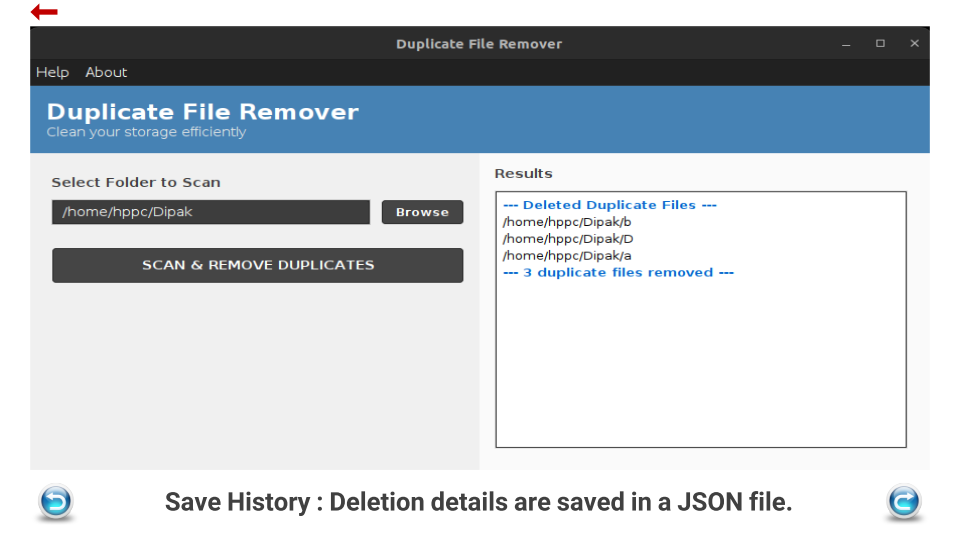 Duplicate File Remover
Help About
Duplicate File Remover
Clean your storage efficiently
Select Folder to Scan
/home/hppc/Dipak
Browse
SCAN & REMOVE DUPLICATES
Results
--- Deleted Duplicate Files ---
/home/hppc/Dipak/b
/home/hppc/Dipak/D
/home/hppc/Dipak/a
--- 3 duplicate files removed ---
Save History : Deletion details are saved in a JSON file.